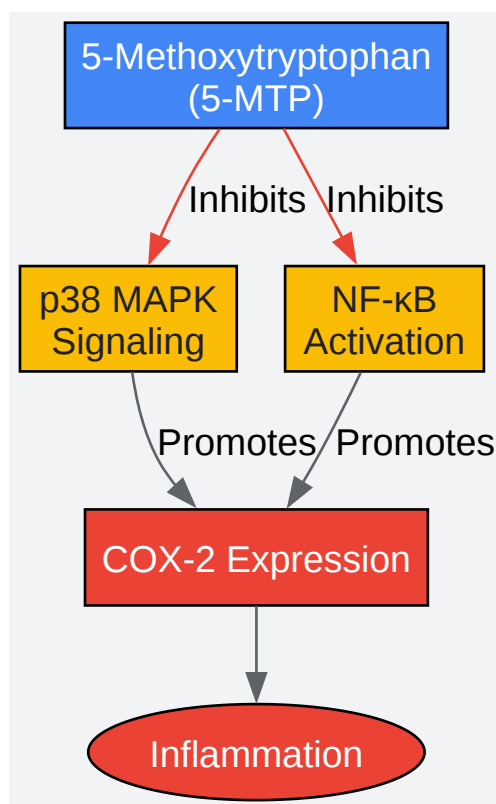 5-Methoxytryptophan
(5-MTP)
Inhibits
Inhibits
p38 MAPK
Signaling
NF-κB
Activation
Promotes
Promotes
COX-2 Expression
Inflammation